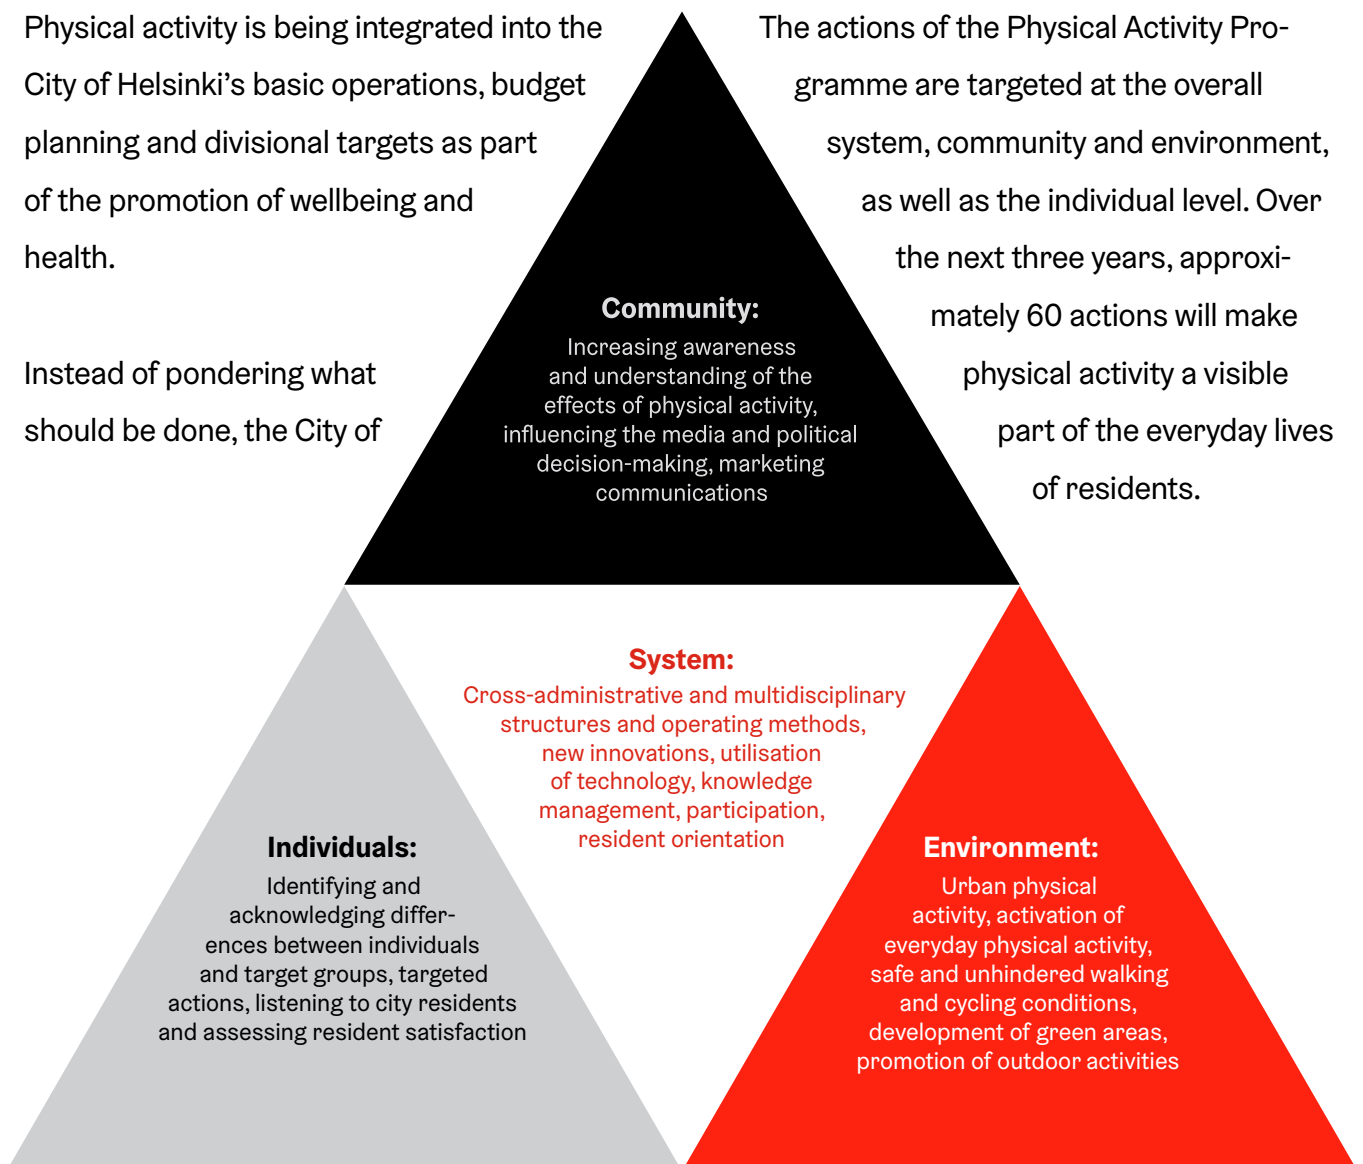 Physical activity is being integrated into the
City of Helsinki's basic operations, budget
planning and divisional targets as part
of the promotion of wellbeing and
health.
Instead of pondering what
should be done, the City of
The actions of the Physical Activity Pro-
gramme are targeted at the overall
system, community and environment,
as well as the individual level. Over
the next three years, approxi-
mately 60 actions will make
physical activity a visible
part of the everyday lives
of residents.
Community:
Increasing awareness
and understanding of the
effects of physical activity,
influencing the media and political
decision-making, marketing
communications
System:
Cross-administrative and multidisciplinary
structures and operating methods,
new innovations, utilisation
of technology, knowledge
management, participation,
resident orientation
Individuals:
Identifying and
acknowledging differ-
ences between individuals
and target groups, targeted
actions, listening to city residents
and assessing resident satisfaction
Environment:
Urban physical
activity, activation of
everyday physical activity,
safe and unhindered walking
and cycling conditions,
development of green areas,
promotion of outdoor activities